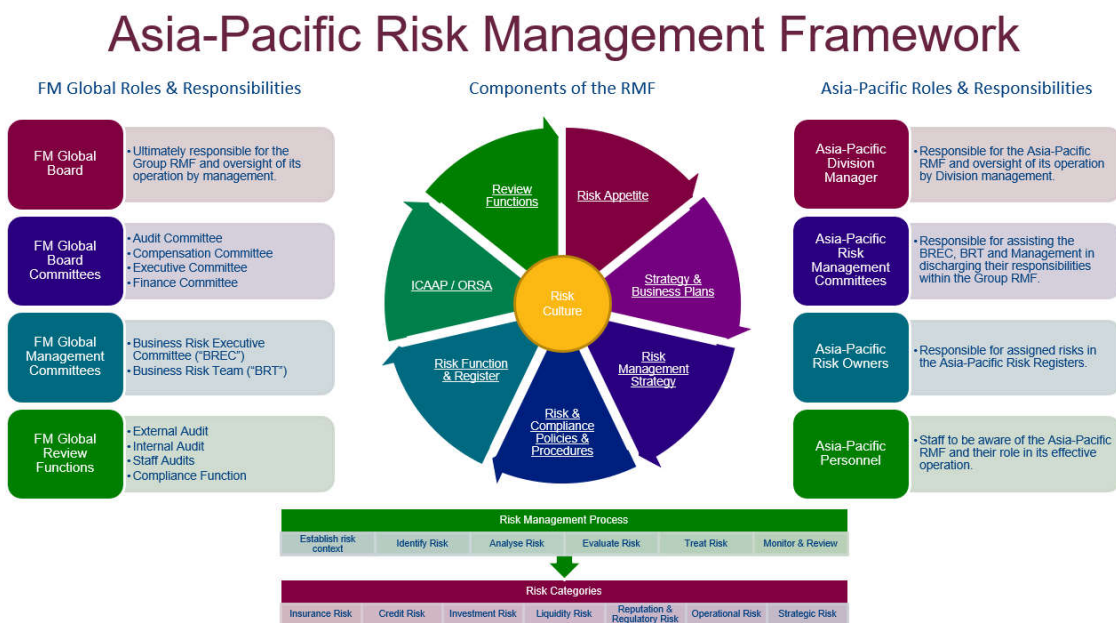 Asia-Pacific Risk Management Framework
FM Global Roles & Responsibilities
FM Global
Board
• Ultimately responsible for the
Group RMF and oversight of its
operation by management.
FM Global
Board
Committees
• Audit Committee
• Compensation Committee
• Executive Committee
• Finance Committee
FM Global
Management
Committees
• Business Risk Executive
Committee ("BREC")
• Business Risk Team ("BRT")
FM Global
Review
Functions
• External Audit
• Internal Audit
• Staff Audits
• Compliance Function
Components of the RMF
Risk Appetite
Strategy &
Business Plans
Risk
Management
Strategy
Risk &
Compliance
Policies &
Procedures
Risk Function
& Register
ICAAP / ORSA
Review
Functions
Risk
Culture
Asia-Pacific Roles & Responsibilities
Asia-Pacific
Division
Manager
• Responsible for the Asia-Pacific
RMF and oversight of its operation
by Division management.
Asia-Pacific
Risk
Management
Committees
• Responsible for assisting the
BREC, BRT and Management in
discharging their responsibilities
within the Group RMF.
Asia-Pacific
Risk Owners
• Responsible for assigned risks in
the Asia-Pacific Risk Registers.
Asia-Pacific
Personnel
• Staff to be aware of the Asia-Pacific
RMF and their role in its effective
operation.
Risk Management Process
Establish risk
context
Identify Risk
Analyse Risk
Evaluate Risk
Treat Risk
Monitor & Review
Risk Categories
Insurance Risk
Credit Risk
Investment Risk
Liquidity Risk
Reputation &
Regulatory Risk
Operational Risk
Strategic Risk